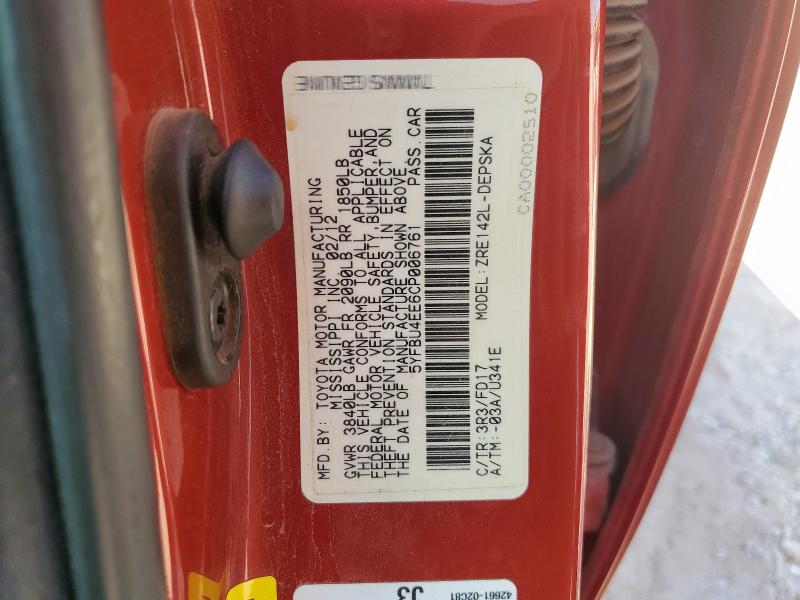 MFD. BY: TOYOTA MOTOR MANUFACTURING
MISSISSIPPI INC 02/12
GVWR 3840LB GAWR FR 2090LB RR 1850LB
THIS VEHICLE CONFORMS TO ALL APPLICABLE
FEDERAL MOTOR VEHICLE SAFETY, BUMPER, AND
THEFT PREVENTION STANDARDS IN EFFECT ON
THE DATE OF MANUFACTURE SHOWN ABOVE
5YFBU4EE6CP006761 PASS. CAR
C/TR: 3R3/FD17 MODEL: ZRE142L-DEPSKA
A/TM: -03A/U341E
CA00002510
42661-02C81